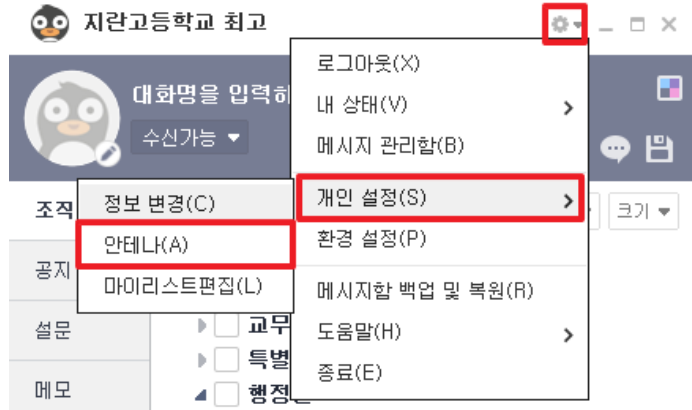 지란고등학교 최고
대화명을 입력하
수신가능
로그아웃(X)
내 상태(V)
메시지 관리함(B)
개인 설정(S)
환경 설정(P)
메시지함 백업 및 복원(R)
도움말(H)
종료(E)
정보 변경(C)
안테나(A)
마이리스트편집(L)
크기
조직
공지
설문
메모
교무
특별